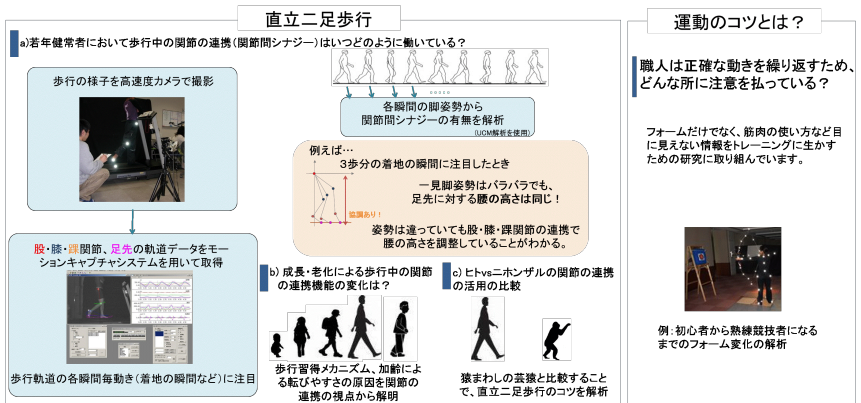 直立二足歩行
a)若年健常者において歩行中の関節の連携(関節間シナジー)はいつどのように働いている?
歩行の様子を高速度カメラで撮影
股・膝・踝関節、足先の軌道データをモー
ションキャプチャシステムを用いて取得
歩行軌道の各瞬間毎動き(着地の瞬間など)に注目
各瞬間の脚姿勢から
関節間シナジーの有無を解析
(UCM解析を使用)
例えば…
3歩分の着地の瞬間に注目したとき
一見脚姿勢はバラバラでも、
足先に対する腰の高さは同じ!
協調あり!
姿勢は違っていても股・膝・踝関節の連携で
腰の高さを調整していることがわかる。
b) 成長・老化による歩行中の関節
の連携機能の変化は?
歩行習得メカニズム、加齢によ
る転びやすさの原因を関節の
連携の視点から解明
c) ヒトvsニホンザルの関節の連携
の活用の比較
猿まわしの芸猿と比較すること
で、直立二足歩行のコツを解析
運動のコツとは?
職人は正確な動きを繰り返すため、
どんな所に注意を払っている?
フォームだけでなく、筋肉の使い方など目
に見えない情報をトレーニングに生かす
ための研究に取り組んでいます。
例:初心者から熟練競技者になる
までのフォーム変化の解析